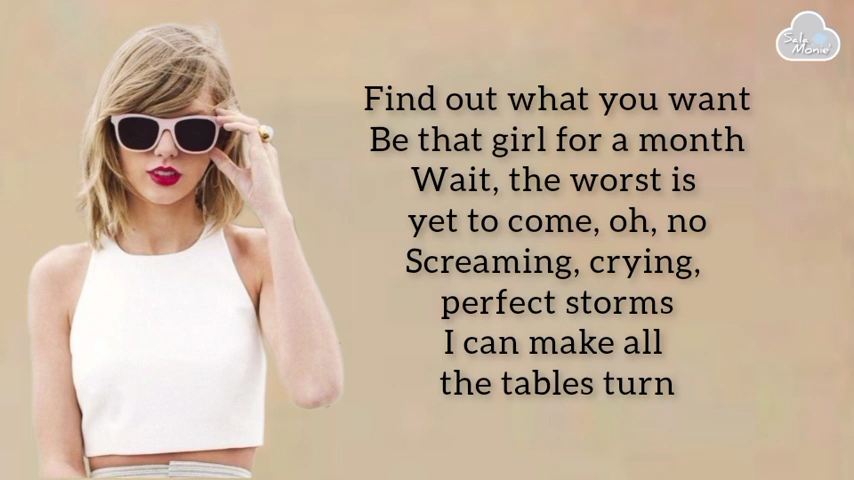 Sala
Monie'
Find out what you want
Be that girl for a month
Wait, the worst is
yet to come, oh, no
Screaming, crying,
perfect storms
I can make all
the tables turn